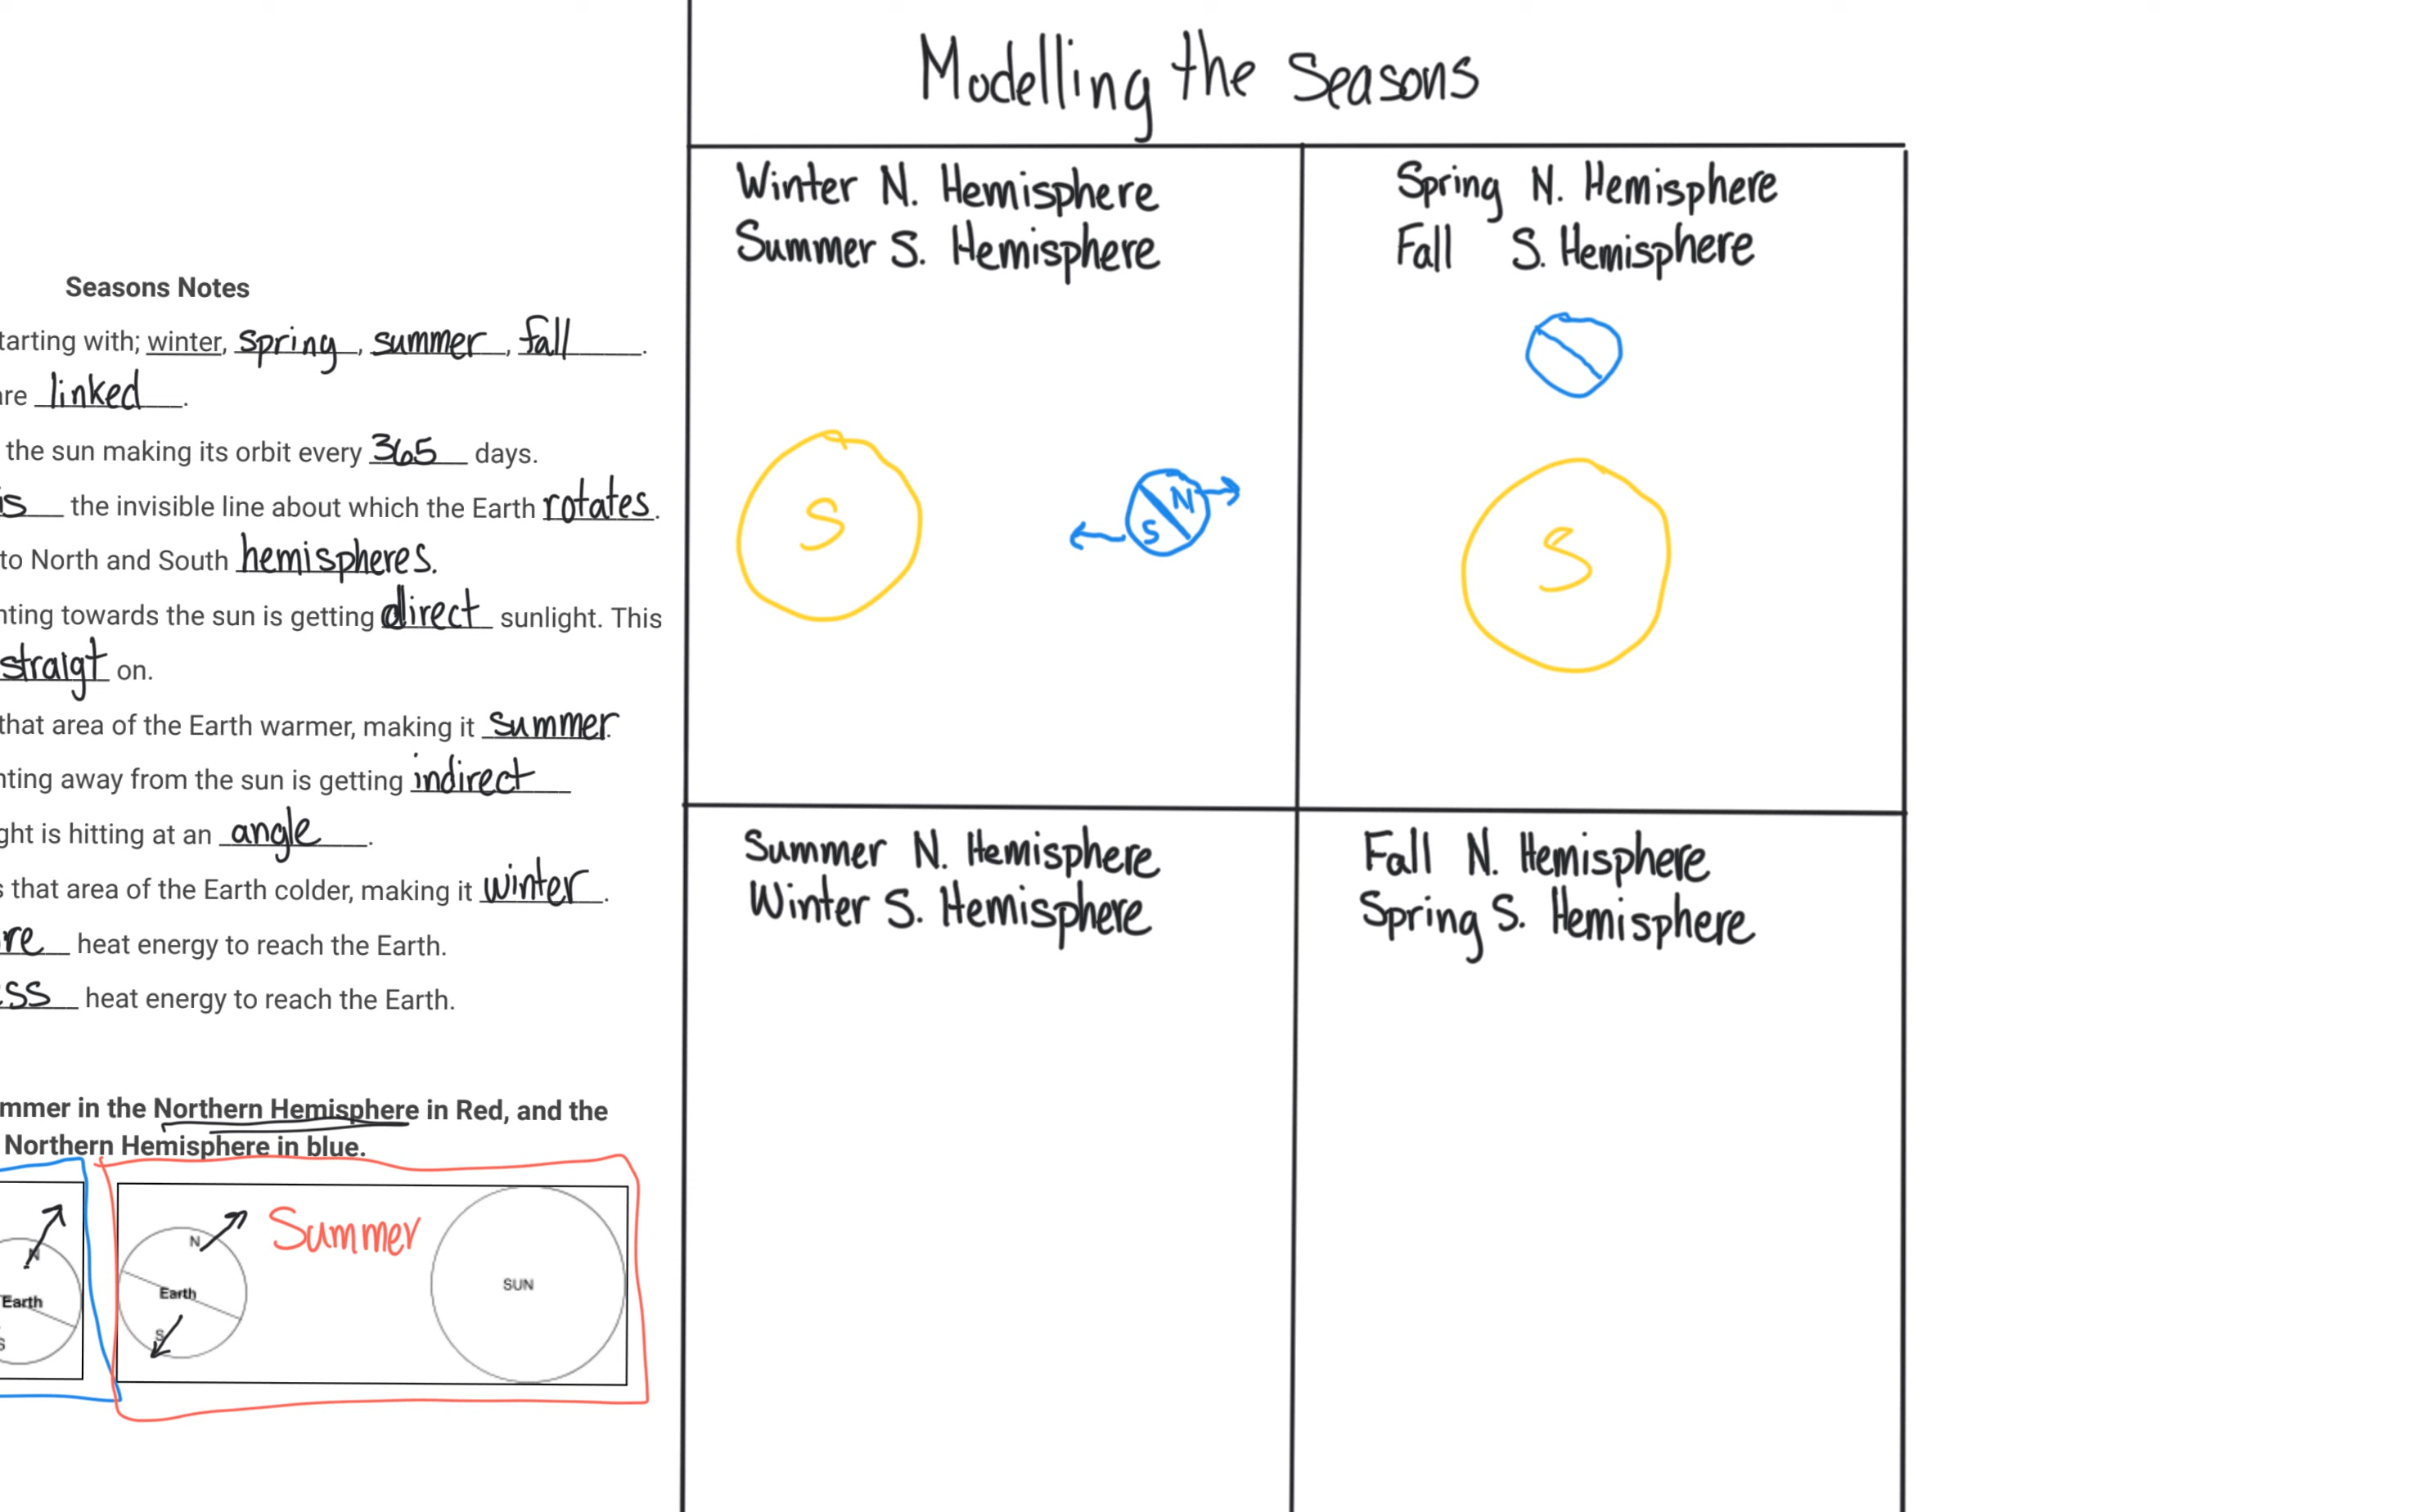 Seasons Notes
tarting with; winter, spring, summer, fall.
are linked.
the sun making its orbit every 365 days.
is the invisible line about which the Earth rotates.
to North and South hemispheres.
nting towards the sun is getting direct sunlight. This
straigt on.
that area of the Earth warmer, making it summer.
nting away from the sun is getting indirect
ght is hitting at an angle.
s that area of the Earth colder, making it winter.
re heat energy to reach the Earth.
ess heat energy to reach the Earth.
mmer in the Northern Hemisphere in Red, and the
Northern Hemisphere in blue.
N
Earth
S
N
Summer
Earth
SUN
S
Modelling the Seasons
Winter N. Hemisphere
Summer S. Hemisphere
S
N
S
Spring N. Hemisphere
Fall S. Hemisphere
S
Summer N. Hemisphere
Winter S. Hemisphere
Fall N. Hemisphere
Spring S. Hemisphere